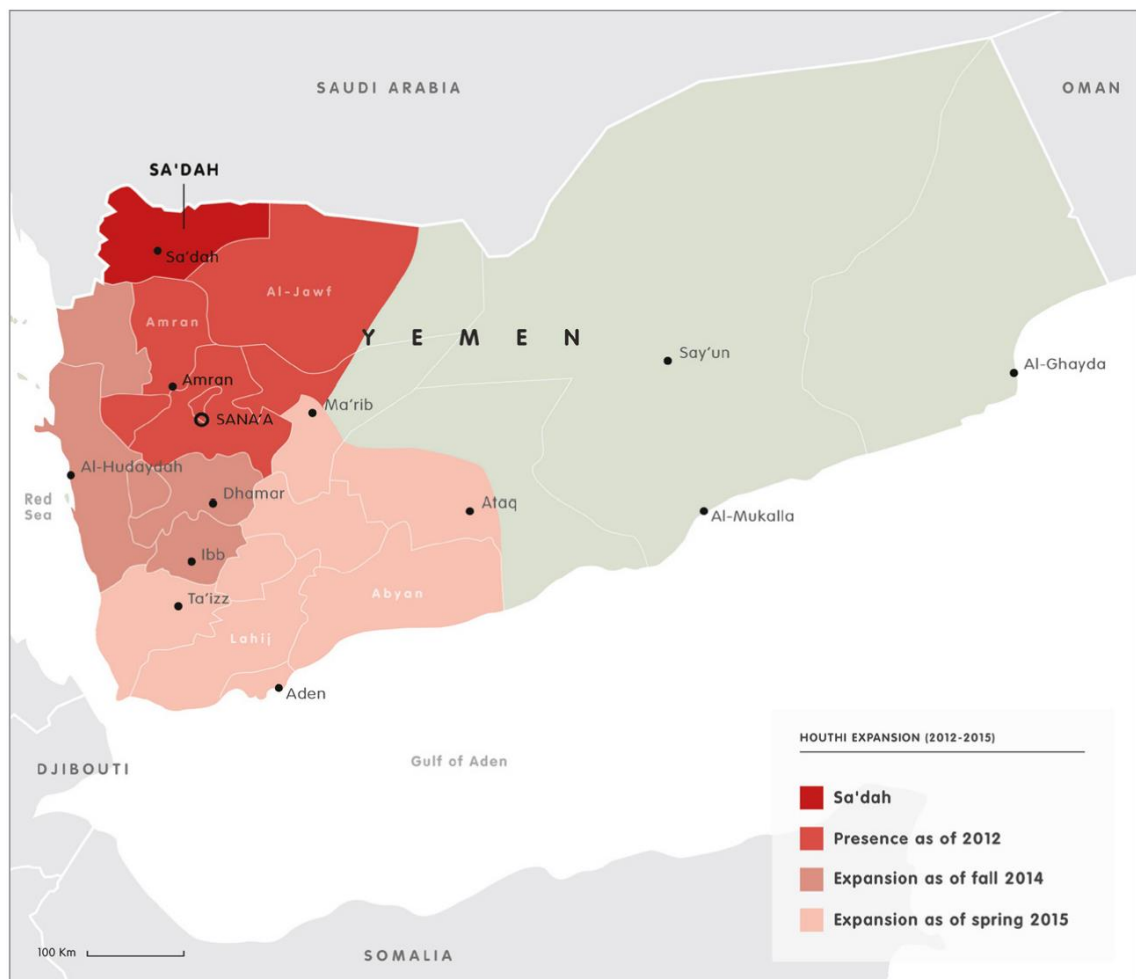 SAUDI ARABIA
OMAN
SA'DAH
Sa'dah
Al-Jawf
Amran
YEMEN
Say'un
Al-Ghayda
Amran
Ma'rib
SANA'A
Al-Hudaydah
Red
Sea
Dhamar
Ataq
Al-Mukalla
Ibb
Ta'izz
Abyan
Lahij
Aden
DJIBOUTI
Gulf of Aden
HOUTHI EXPANSION (2012-2015)
Sa'dah
Presence as of 2012
Expansion as of fall 2014
Expansion as of spring 2015
100 Km
SOMALIA